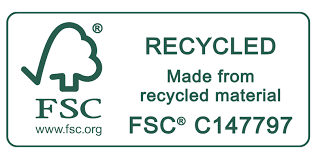 ®
FSC
www.fsc.org
RECYCLED
Made from
recycled material
FSC® C147797